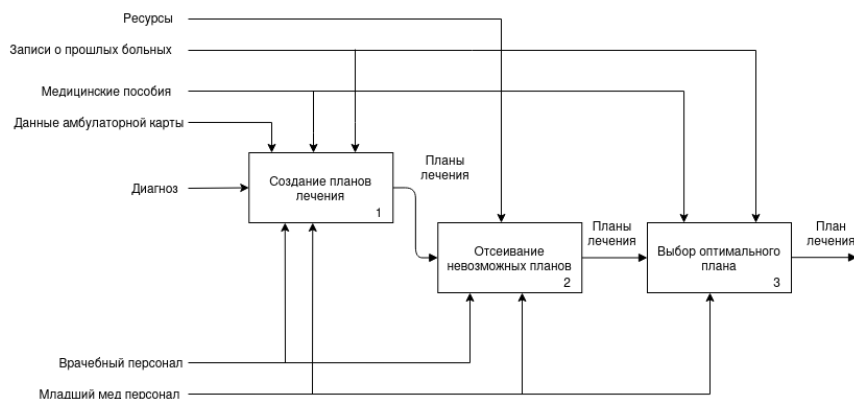 Ресурсы
Записи о прошлых больных
Медицинские пособия
Данные амбулаторной карты
Диагноз
Создание планов
лечения
1
Планы
лечения
Отсеивание
невозможных планов
2
Планы
лечения
Выбор оптимального
плана
3
План
лечения
Врачебный персонал
Младший мед персонал